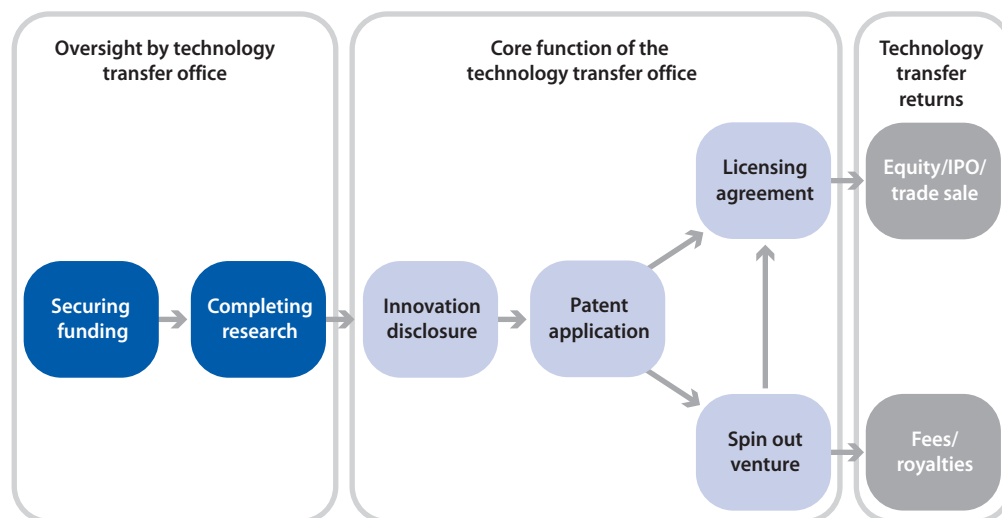 Oversight by technology
transfer office
Core function of the
technology transfer office
Technology
transfer
returns
Licensing
agreement
Equity/IPO/
trade sale
Securing
funding
Completing
research
Innovation
disclosure
Patent
application
Spin out
venture
Fees/
royalties